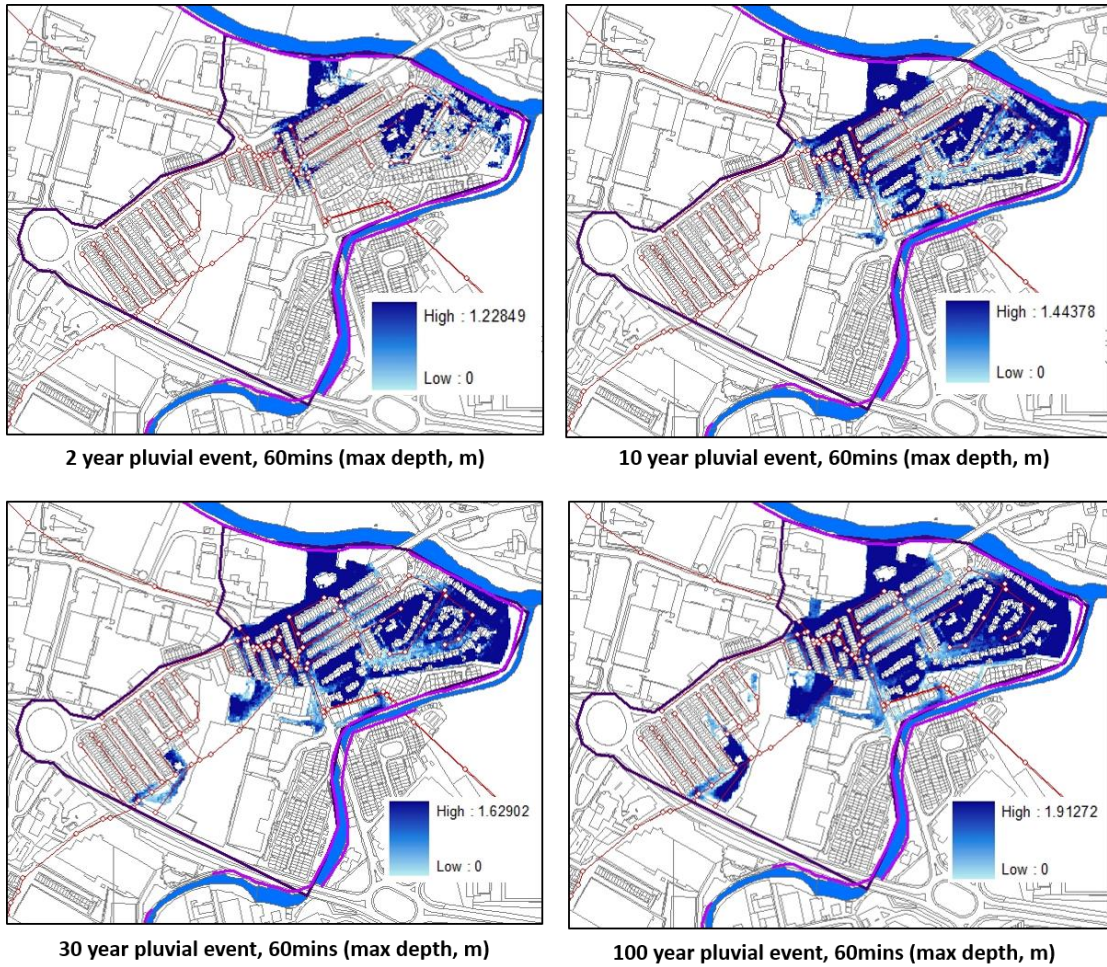 High : 1.22849
Low : 0
2 year pluvial event, 60mins (max depth, m)
High : 1.44378
Low : 0
10 year pluvial event, 60mins (max depth, m)
High : 1.62902
Low : 0
30 year pluvial event, 60mins (max depth, m)
High : 1.91272
Low : 0
100 year pluvial event, 60mins (max depth, m)